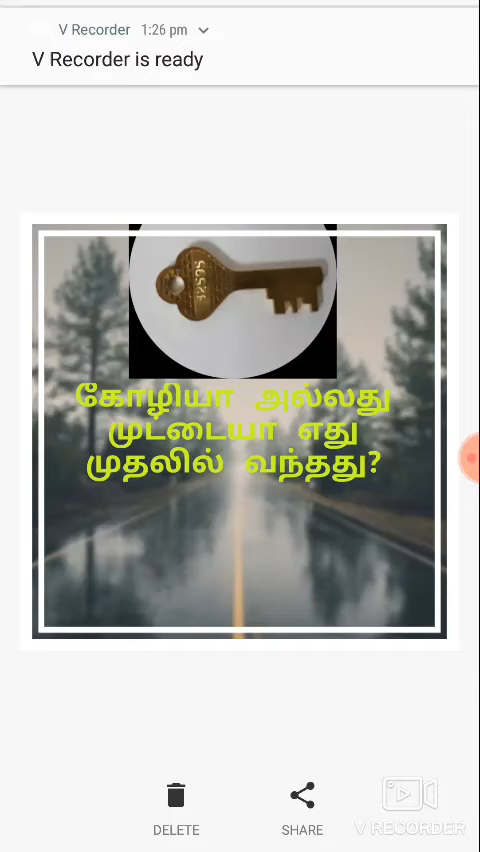 V Recorder 1:26 pm
V Recorder is ready
32595
கோழியா அல்லது
முட்டையா எது
முதலில் வந்தது?
DELETE
SHARE
V RECORDER